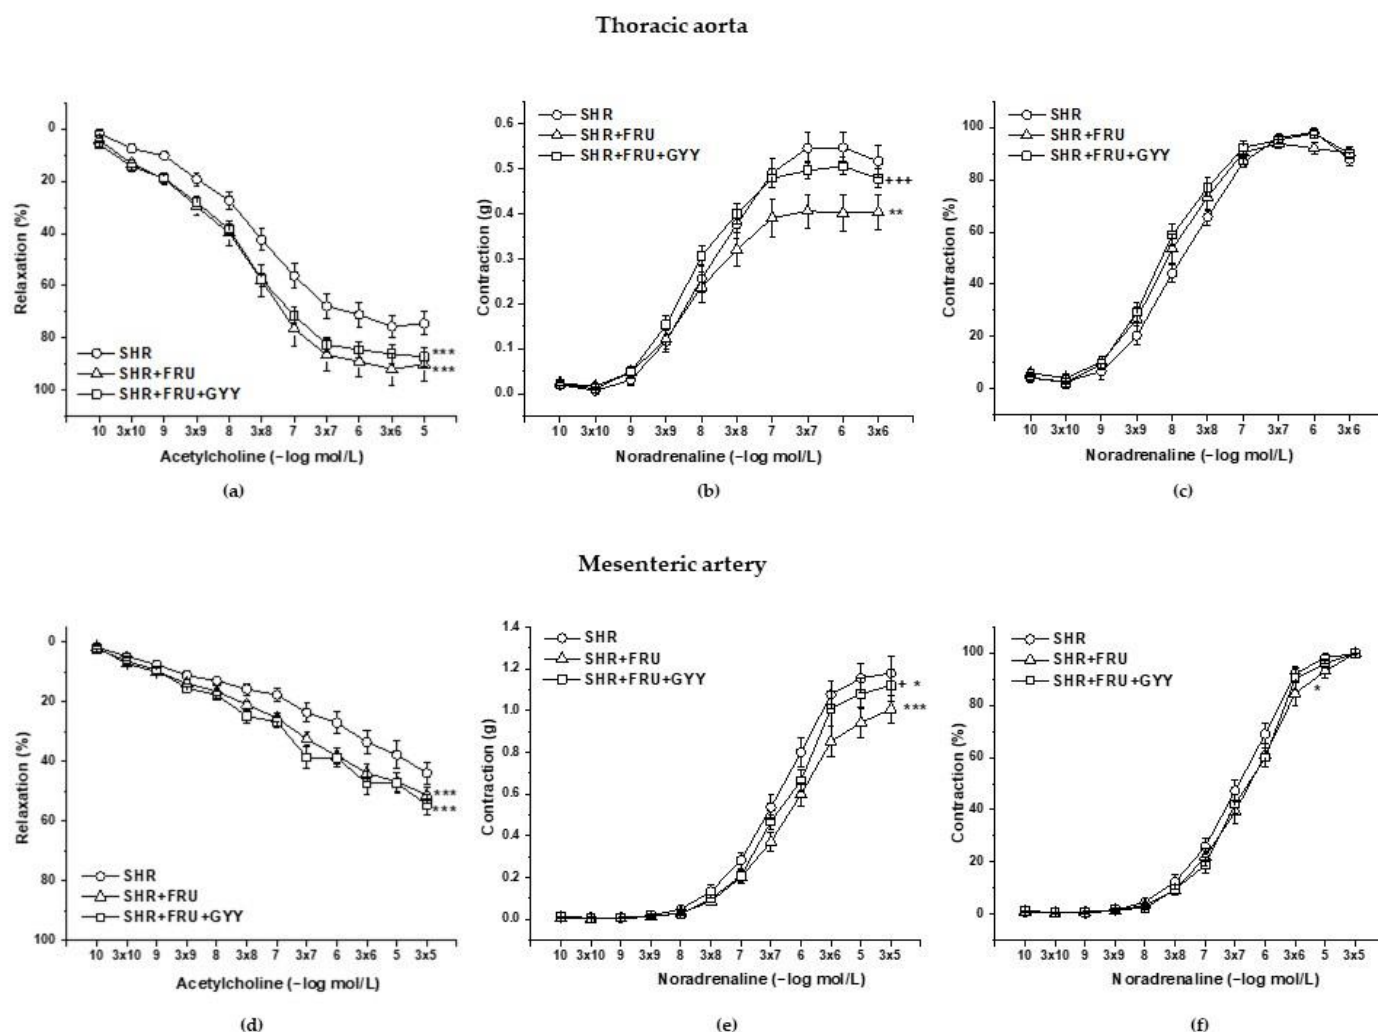 Thoracic aorta
0
20
40
60
80
100
Relaxation (%)
SHR
SHR+FRU
SHR+FRU+GYY
***
***
10 3x10 9 3x9 8 3x8 7 3x7 6 3x6 5
Acetylcholine (−log mol/L)
(a)
0.6
0.5
0.4
0.3
0.2
0.1
0.0
Contraction (g)
SHR
SHR+FRU
SHR+FRU+GYY
+++
**
10 3x10 9 3x9 8 3x8 7 3x7 6 3x6
Noradrenaline (−log mol/L)
(b)
100
80
60
40
20
0
Contraction (%)
SHR
SHR+FRU
SHR+FRU+GYY
10 3x10 9 3x9 8 3x8 7 3x7 6 3x6
Noradrenaline (−log mol/L)
(c)
Mesenteric artery
0
20
40
60
80
100
Relaxation (%)
***
***
SHR
SHR+FRU
SHR+FRU+GYY
10 3x10 9 3x9 8 3x8 7 3x7 6 3x6 5 3x5
Acetylcholine (−log mol/L)
(d)
1.4
1.2
1.0
0.8
0.6
0.4
0.2
0.0
Contraction (g)
SHR
SHR+FRU
SHR+FRU+GYY
+ *
***
10 3x10 9 3x9 8 3x8 7 3x7 6 3x6 5 3x5
Noradrenaline (−log mol/L)
(e)
100
80
60
40
20
0
Contraction (%)
SHR
SHR+FRU
SHR+FRU+GYY
*
10 3x10 9 3x9 8 3x8 7 3x7 6 3x6 5 3x5
Noradrenaline (−log mol/L)
(f)